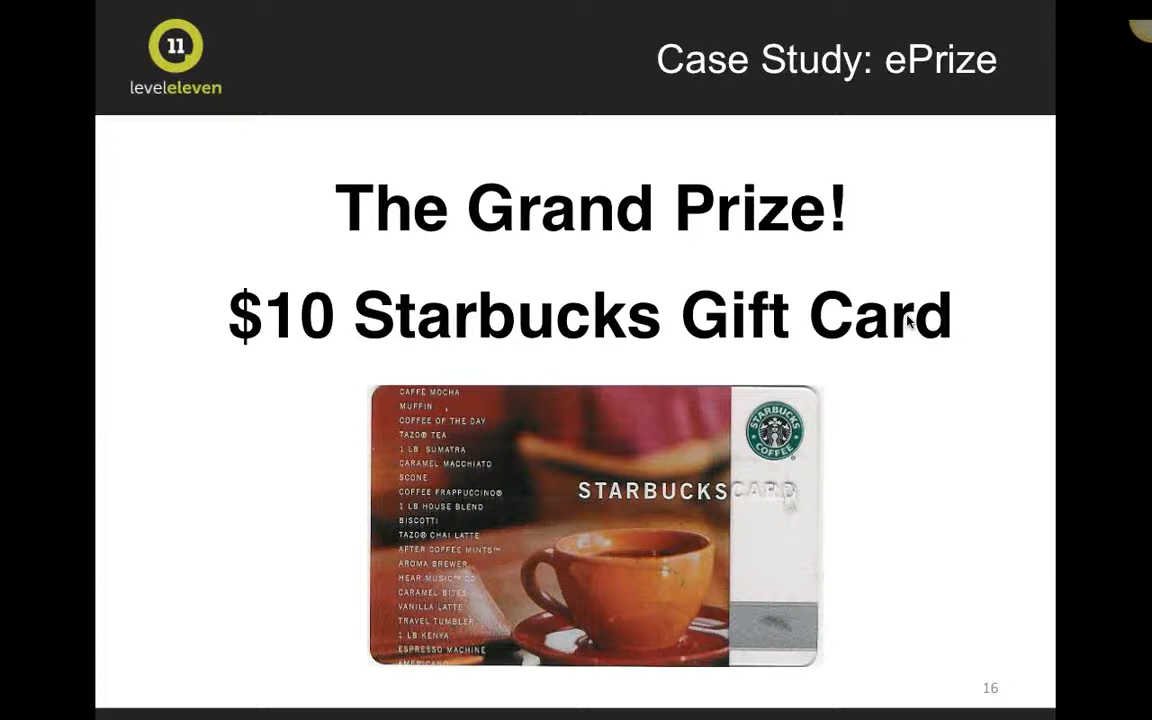 11
leveleleven
Case Study: ePrize
The Grand Prize!
$10 Starbucks Gift Card
CAFFÈ MOCHA
MUFFIN
COFFEE OF THE DAY
TAZO® TEA
1 LB SUMATRA
CARAMEL MACCHIATO
SCONE
COFFEE FRAPPUCCINO®
1 LB HOUSE BLEND
BISCOTTI
TAZO® CHAI LATTE
AFTER COFFEE MINTS™
AROMA BREWER
HEAR MUSIC™ CD
CARAMEL BITES
VANILLA LATTE
TRAVEL TUMBLER
1 LB KENYA
ESPRESSO MACHINE
AMERICANO
STARBUCKS COFFEE
STARBUCKSCARD
16